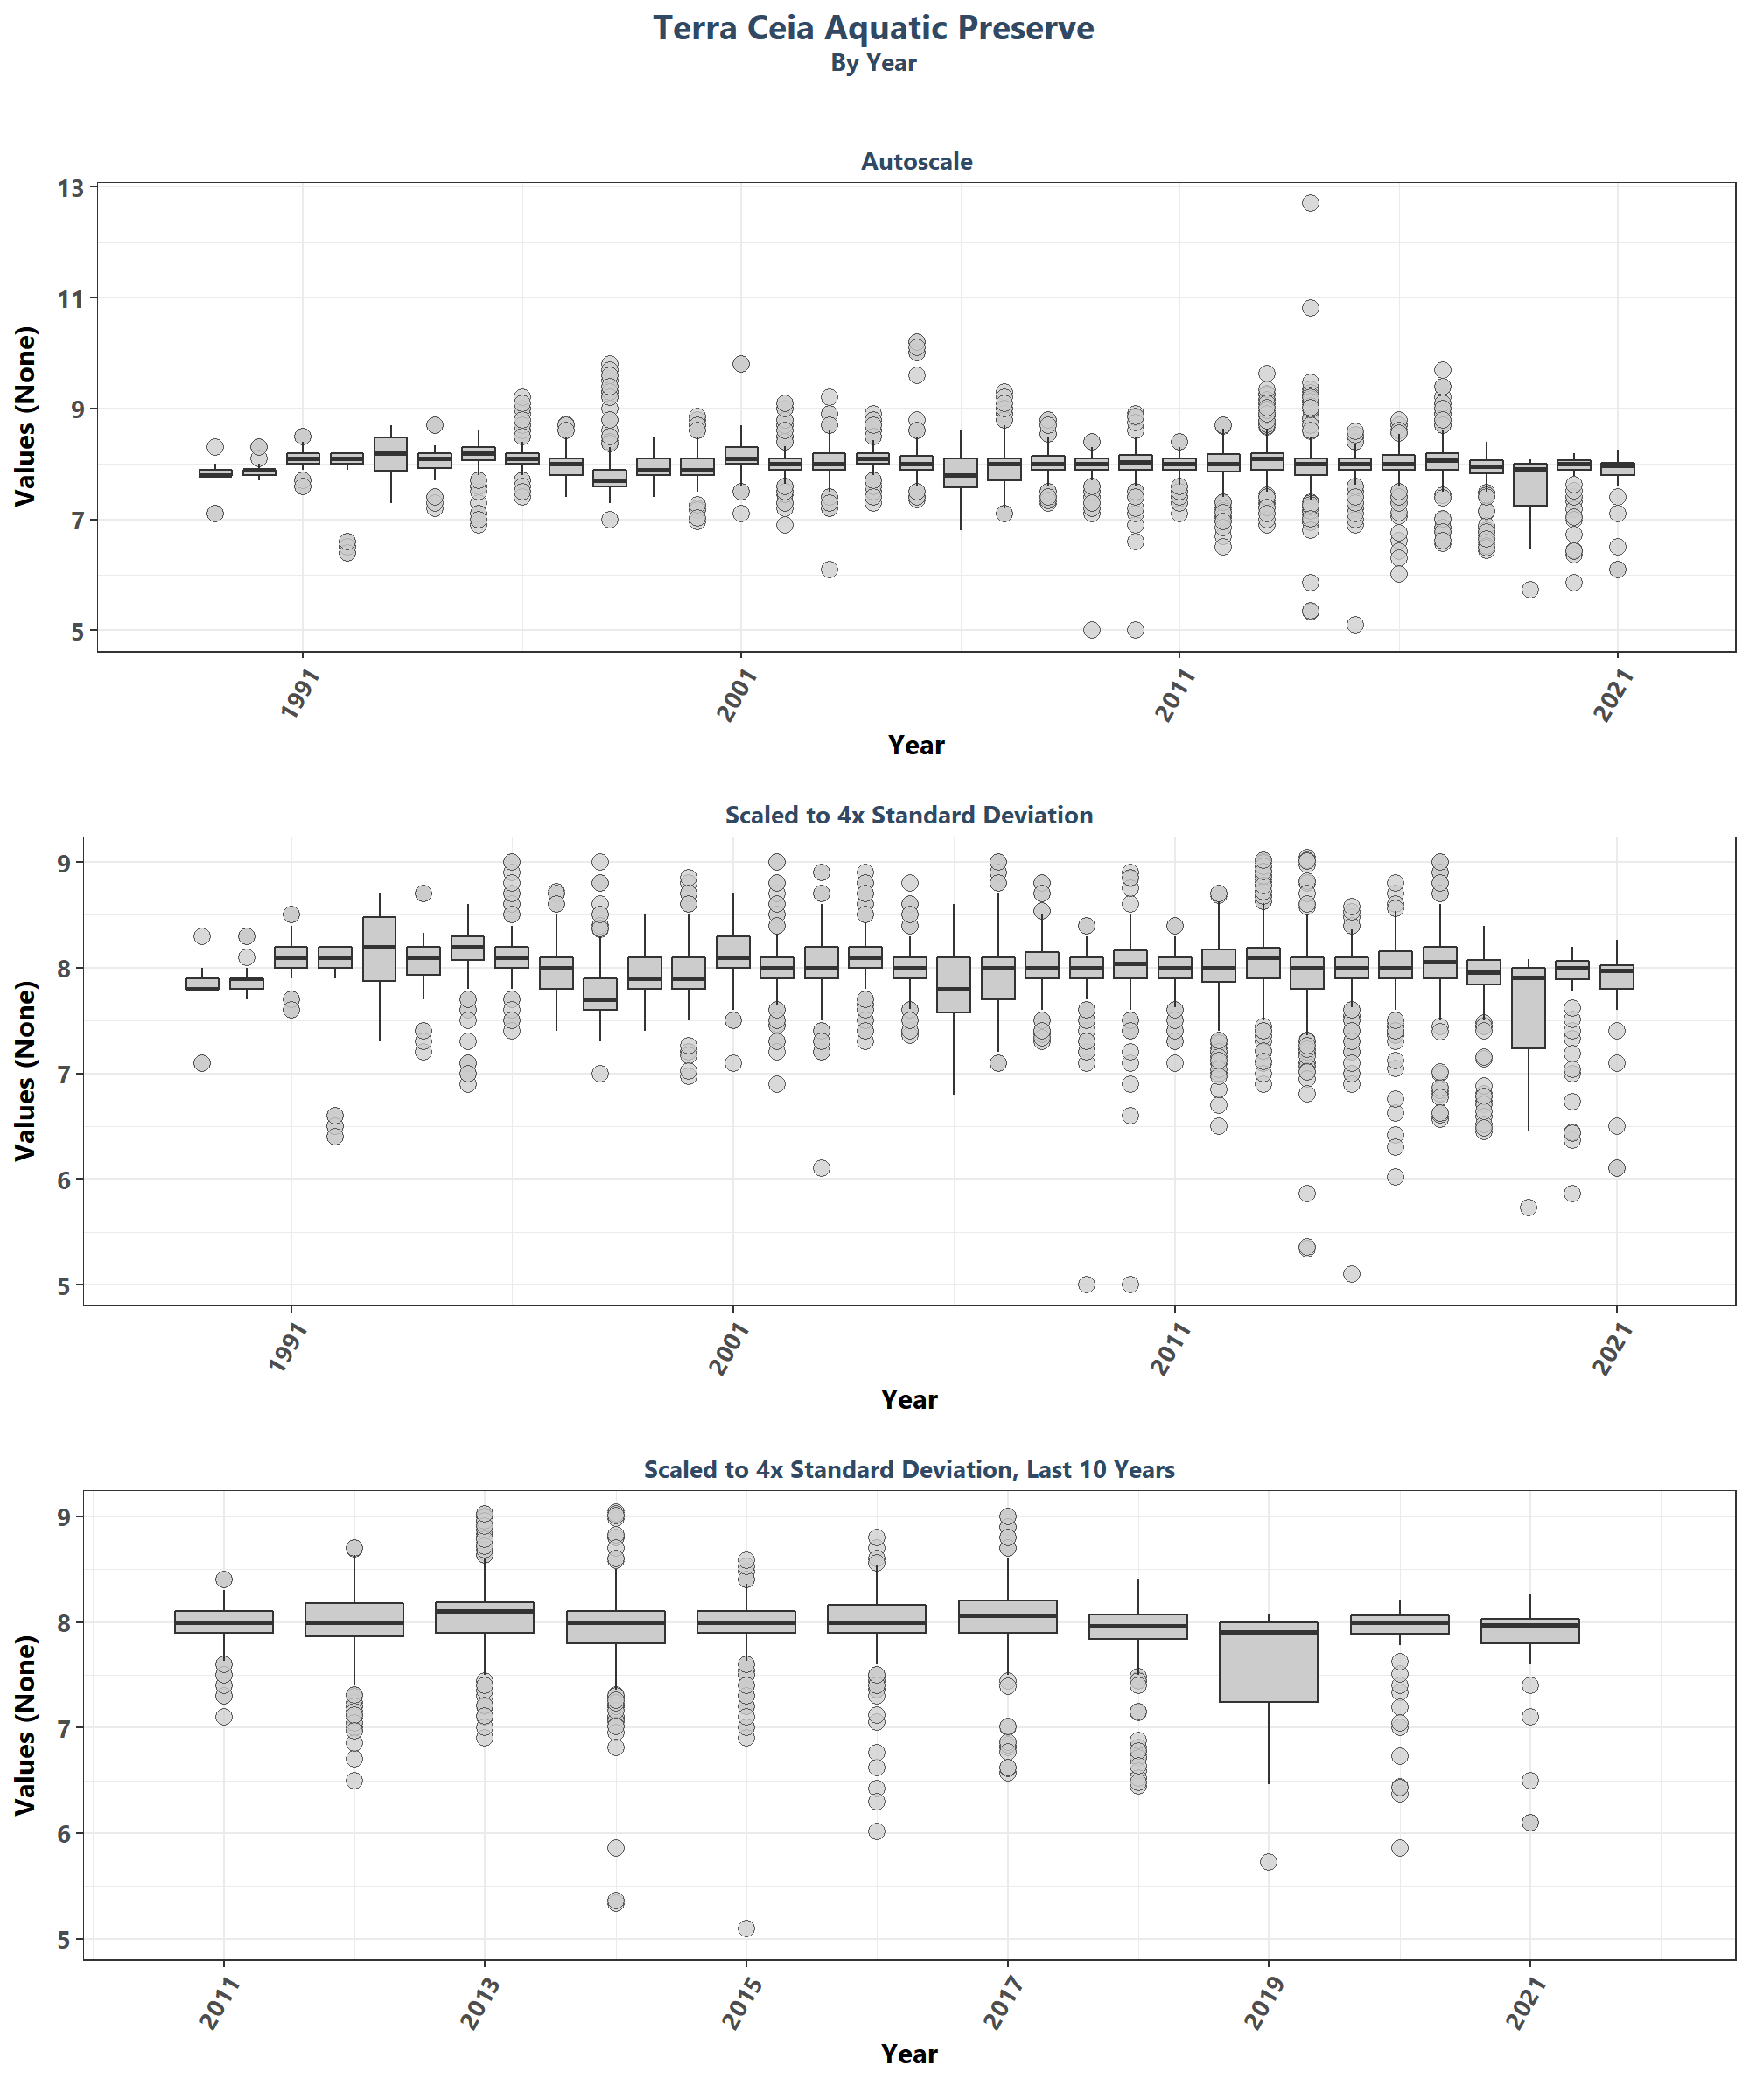 Terra Ceia Aquatic Preserve
By Year
Autoscale
Values (None)
13
11
9
7
5
1991
2001
2011
2021
Year
Scaled to 4x Standard Deviation
Values (None)
9
8
7
6
5
1991
2001
2011
2021
Year
Scaled to 4x Standard Deviation, Last 10 Years
Values (None)
9
8
7
6
5
2011
2013
2015
2017
2019
2021
Year